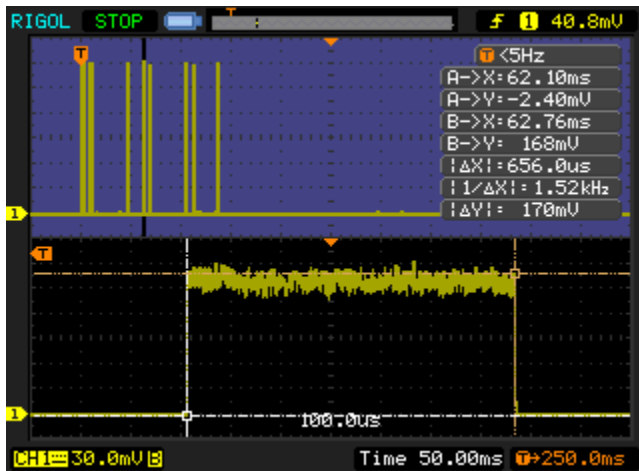 RIGOL STOP T 1 40.8mV
T
T <5Hz
A->X: 62.10ms
A->Y: -2.40mV
B->X: 62.76ms
B->Y: 168mV
|ΔX|: 656.0us
|1/ΔX|: 1.52kHz
|ΔY|: 170mV
1
T
1
100.0us
CH1 30.0mV B Time 50.00ms T→250.0ms